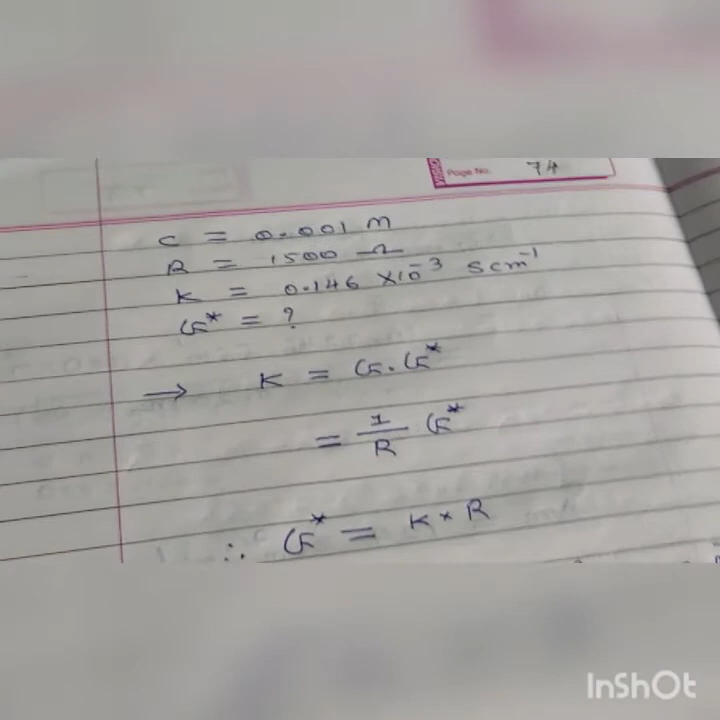 Page No. 74
C = 0.001 M
R = 1500 Ω
K = 0.146 × 10⁻³ S cm⁻¹
G* = ?
→ K = G . G*
= 1/R G*
∴ G* = K × R
InShOt